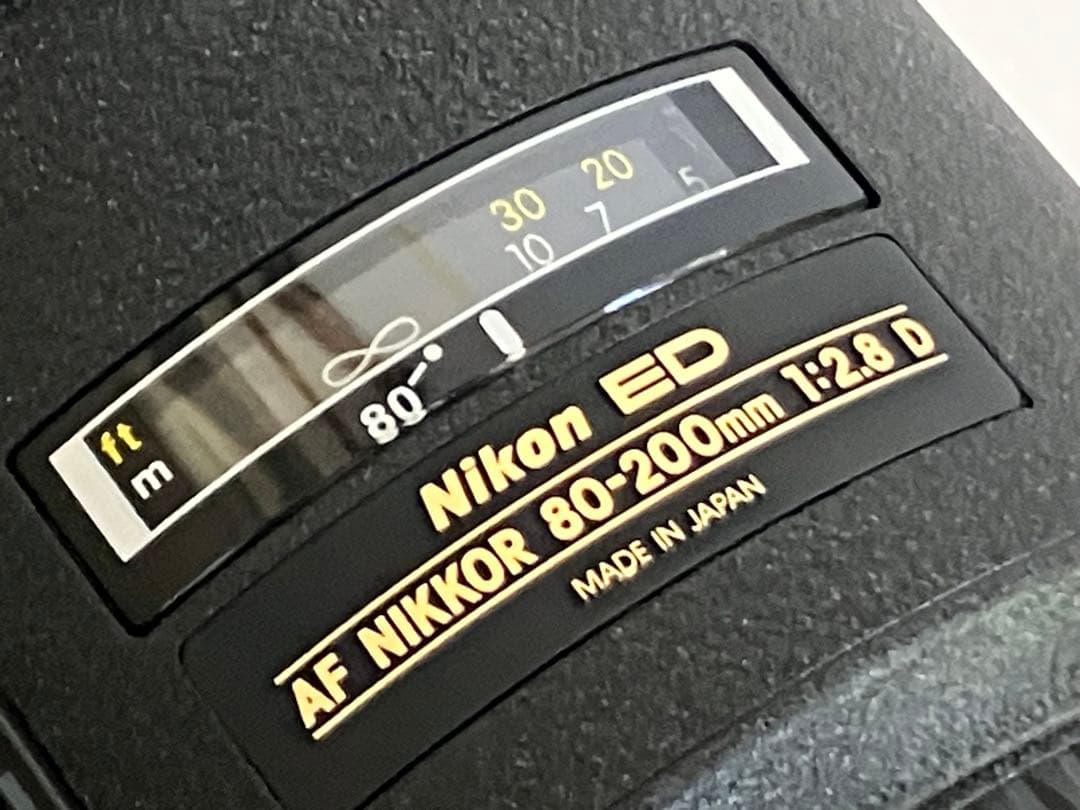 ft 30 20
m ∞ 10 7 5
80
Nikon ED
AF NIKKOR 80-200mm 1:2.8 D
MADE IN JAPAN